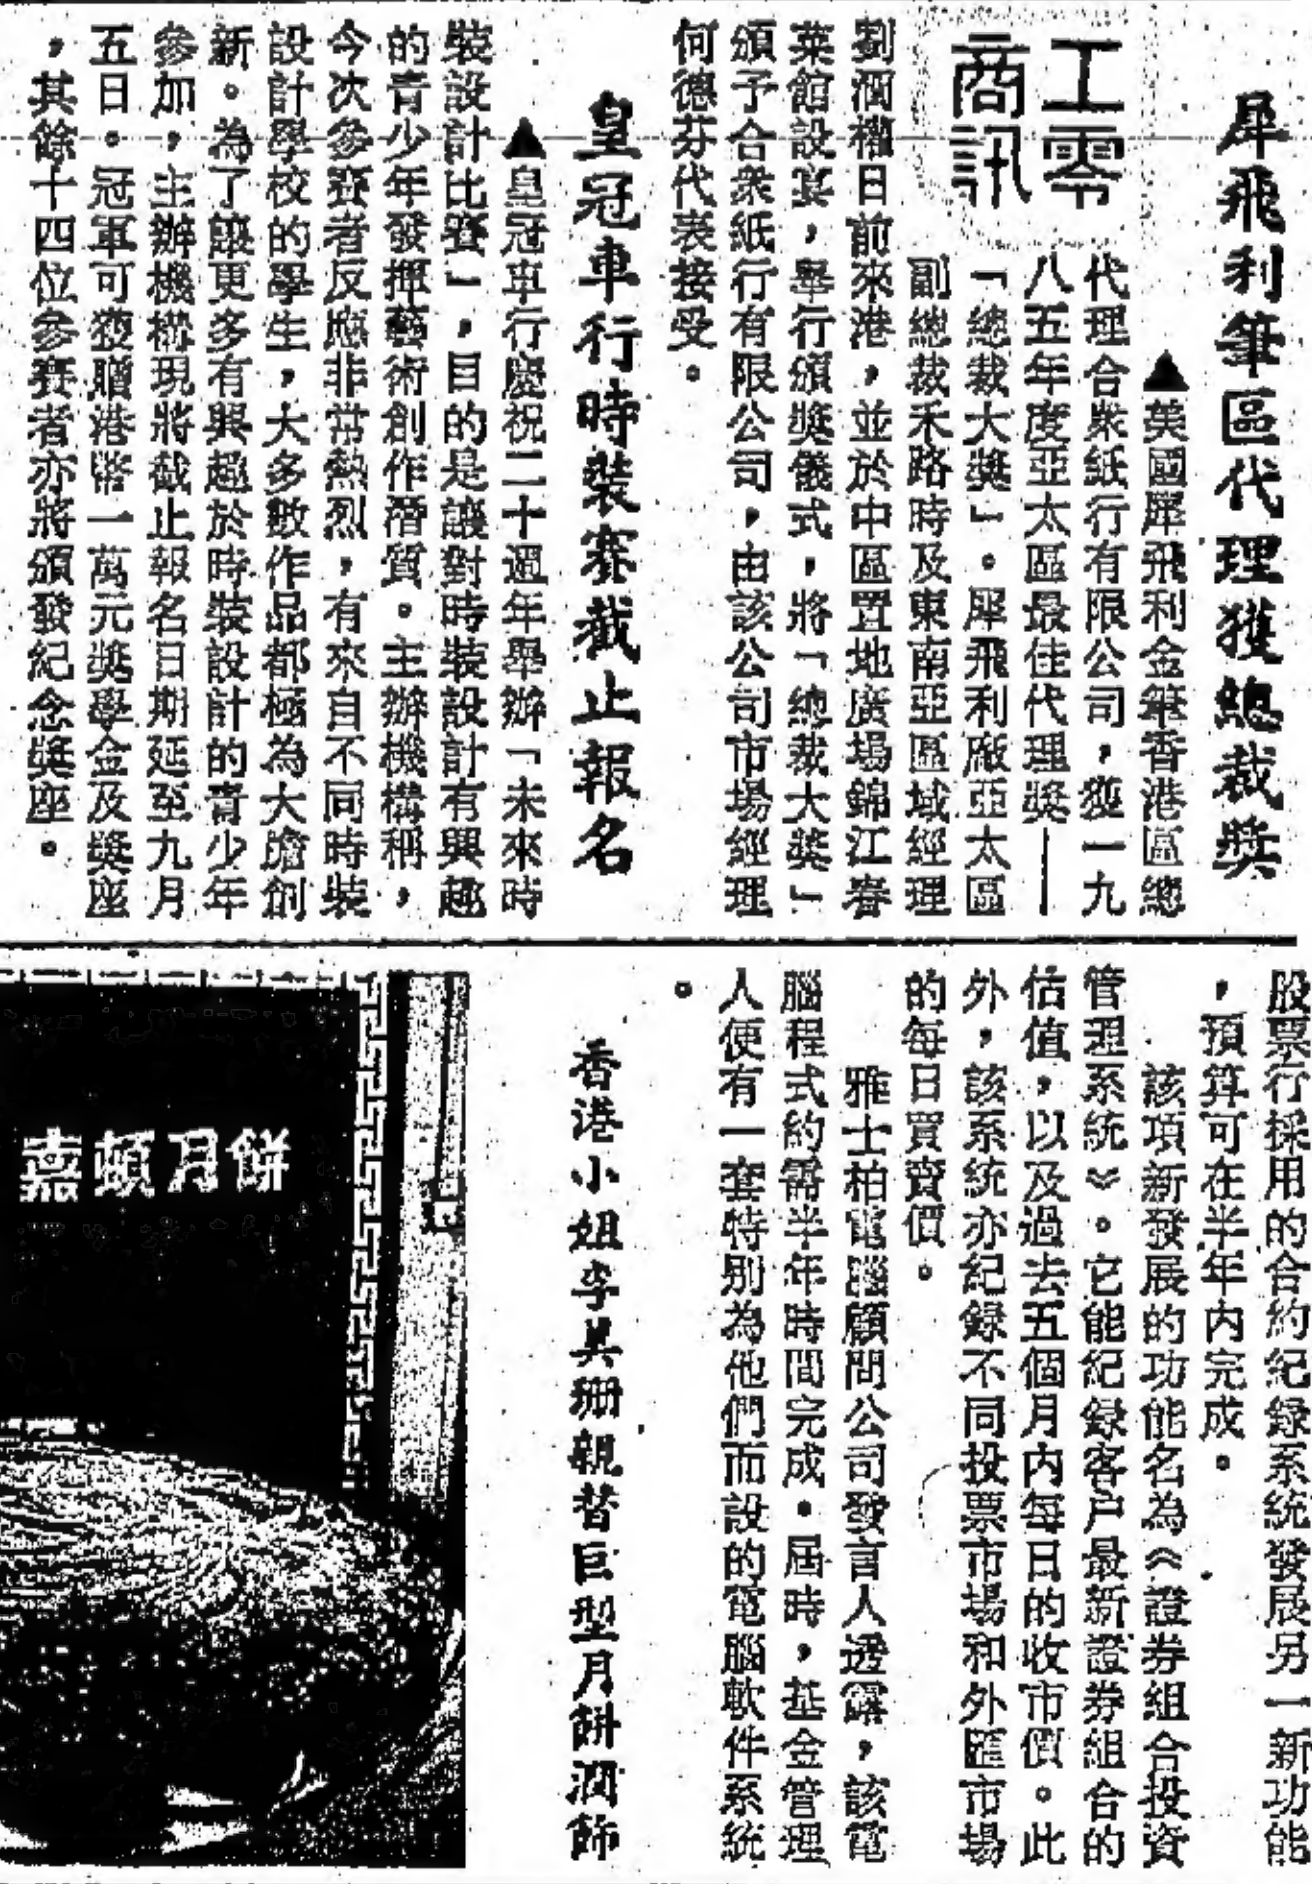 犀飛利筆區代理獲總裁獎
工商
零訊
▲美國犀飛利金筆香港區總
代理合衆紙行有限公司，獲一九
八五年度亞太區最佳代理獎——
「總裁大獎」。犀飛利廠亞太區
副總裁禾路時及東南亞區域經理
劉潤權日前來港，並於中區置地廣場錦江春
菜館設宴，舉行頒獎儀式，將「總裁大獎」
頒予合衆紙行有限公司，由該公司市場經理
何德芬代表接受。
皇冠車行時裝賽截止報名
▲皇冠車行慶祝二十週年舉辦「未來時
裝設計比賽」，目的是讓對時裝設計有興趣
的青少年發揮藝術創作潛質。主辦機構稱，
今次參賽者反應非常熱烈，有來自不同時裝
設計學校的學生，大多數作品都極為大膽創
新。為了讓更多有興趣於時裝設計的青少年
參加，主辦機構現將截止報名日期延至九月
五日。冠軍可獲贈港幣一萬元獎學金及獎座
，其餘十四位參賽者亦將頒發紀念獎座。
股票行採用的合約紀錄系統發展另一新功能
，預算可在半年内完成。
該項新發展的功能名為《證券組合投資
管理系統》。它能紀錄客户最新證券組合的
估值，以及過去五個月内每日的收市價。此
外，該系統亦紀錄不同投票市場和外匯市場
的每日買賣價。
雅士柏電腦顧問公司發言人透露，該電
腦程式約需半年時間完成。屆時，基金管理
人便有一套特別為他們而設的電腦軟件系統
。
香港小姐李美珊親替巨型月餅潤飾
嘉頓月餅